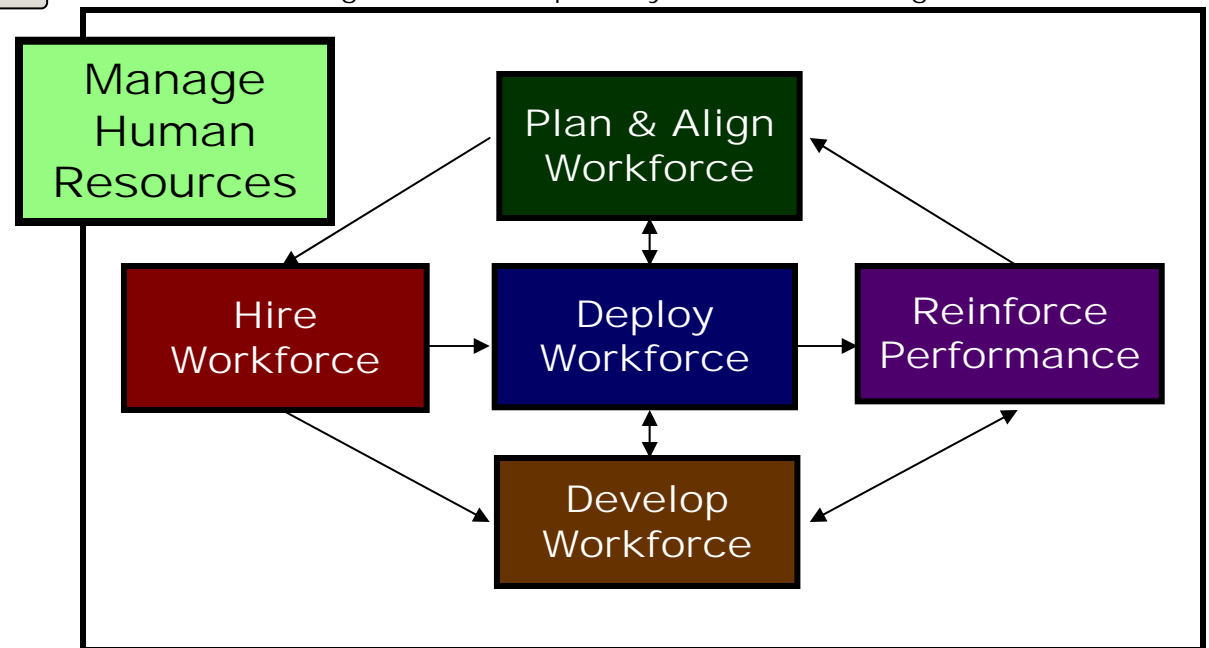 Manage
Human
Resources
Plan & Align
Workforce
Hire
Workforce
Deploy
Workforce
Reinforce
Performance
Develop
Workforce